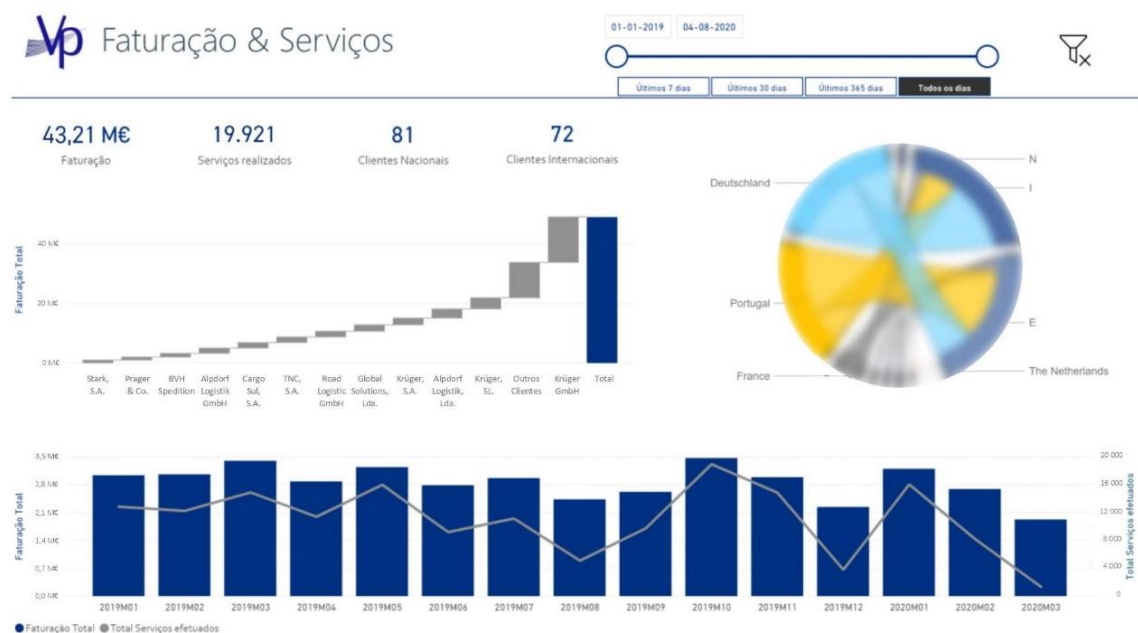 Vp Faturação & Serviços
01-01-2019 04-08-2020
Últimos 7 dias Últimos 30 dias Últimos 365 dias Todos os dias
43,21 M€ 19.921 81 72
Faturação Serviços realizados Clientes Nacionais Clientes Internacionais
Faturação Total
40 M€
20 M€
0 M€
Stark, S.A.
Prager & Co.
BVH Spedition
Alpdorf Logistik GmbH
Cargo Sul, S.A.
TNC, S.A.
Road Logistic GmbH
Global Solutions, Lda.
Krüger, S.A.
Alpdorf Logistik, Lda.
Krüger, SL.
Outros Clientes
Krüger GmbH
Total
Deutschland
Portugal
France
N
I
E
The Netherlands
Faturação Total
3,5 M€
2,8 M€
2,1 M€
1,4 M€
0,7 M€
0,0 M€
20 000
16 000
12 000
8 000
4 000
0
Total Serviços efetuados
2019M01 2019M02 2019M03 2019M04 2019M05 2019M06 2019M07 2019M08 2019M09 2019M10 2019M11 2019M12 2020M01 2020M02 2020M03
Faturação Total Total Serviços efetuados